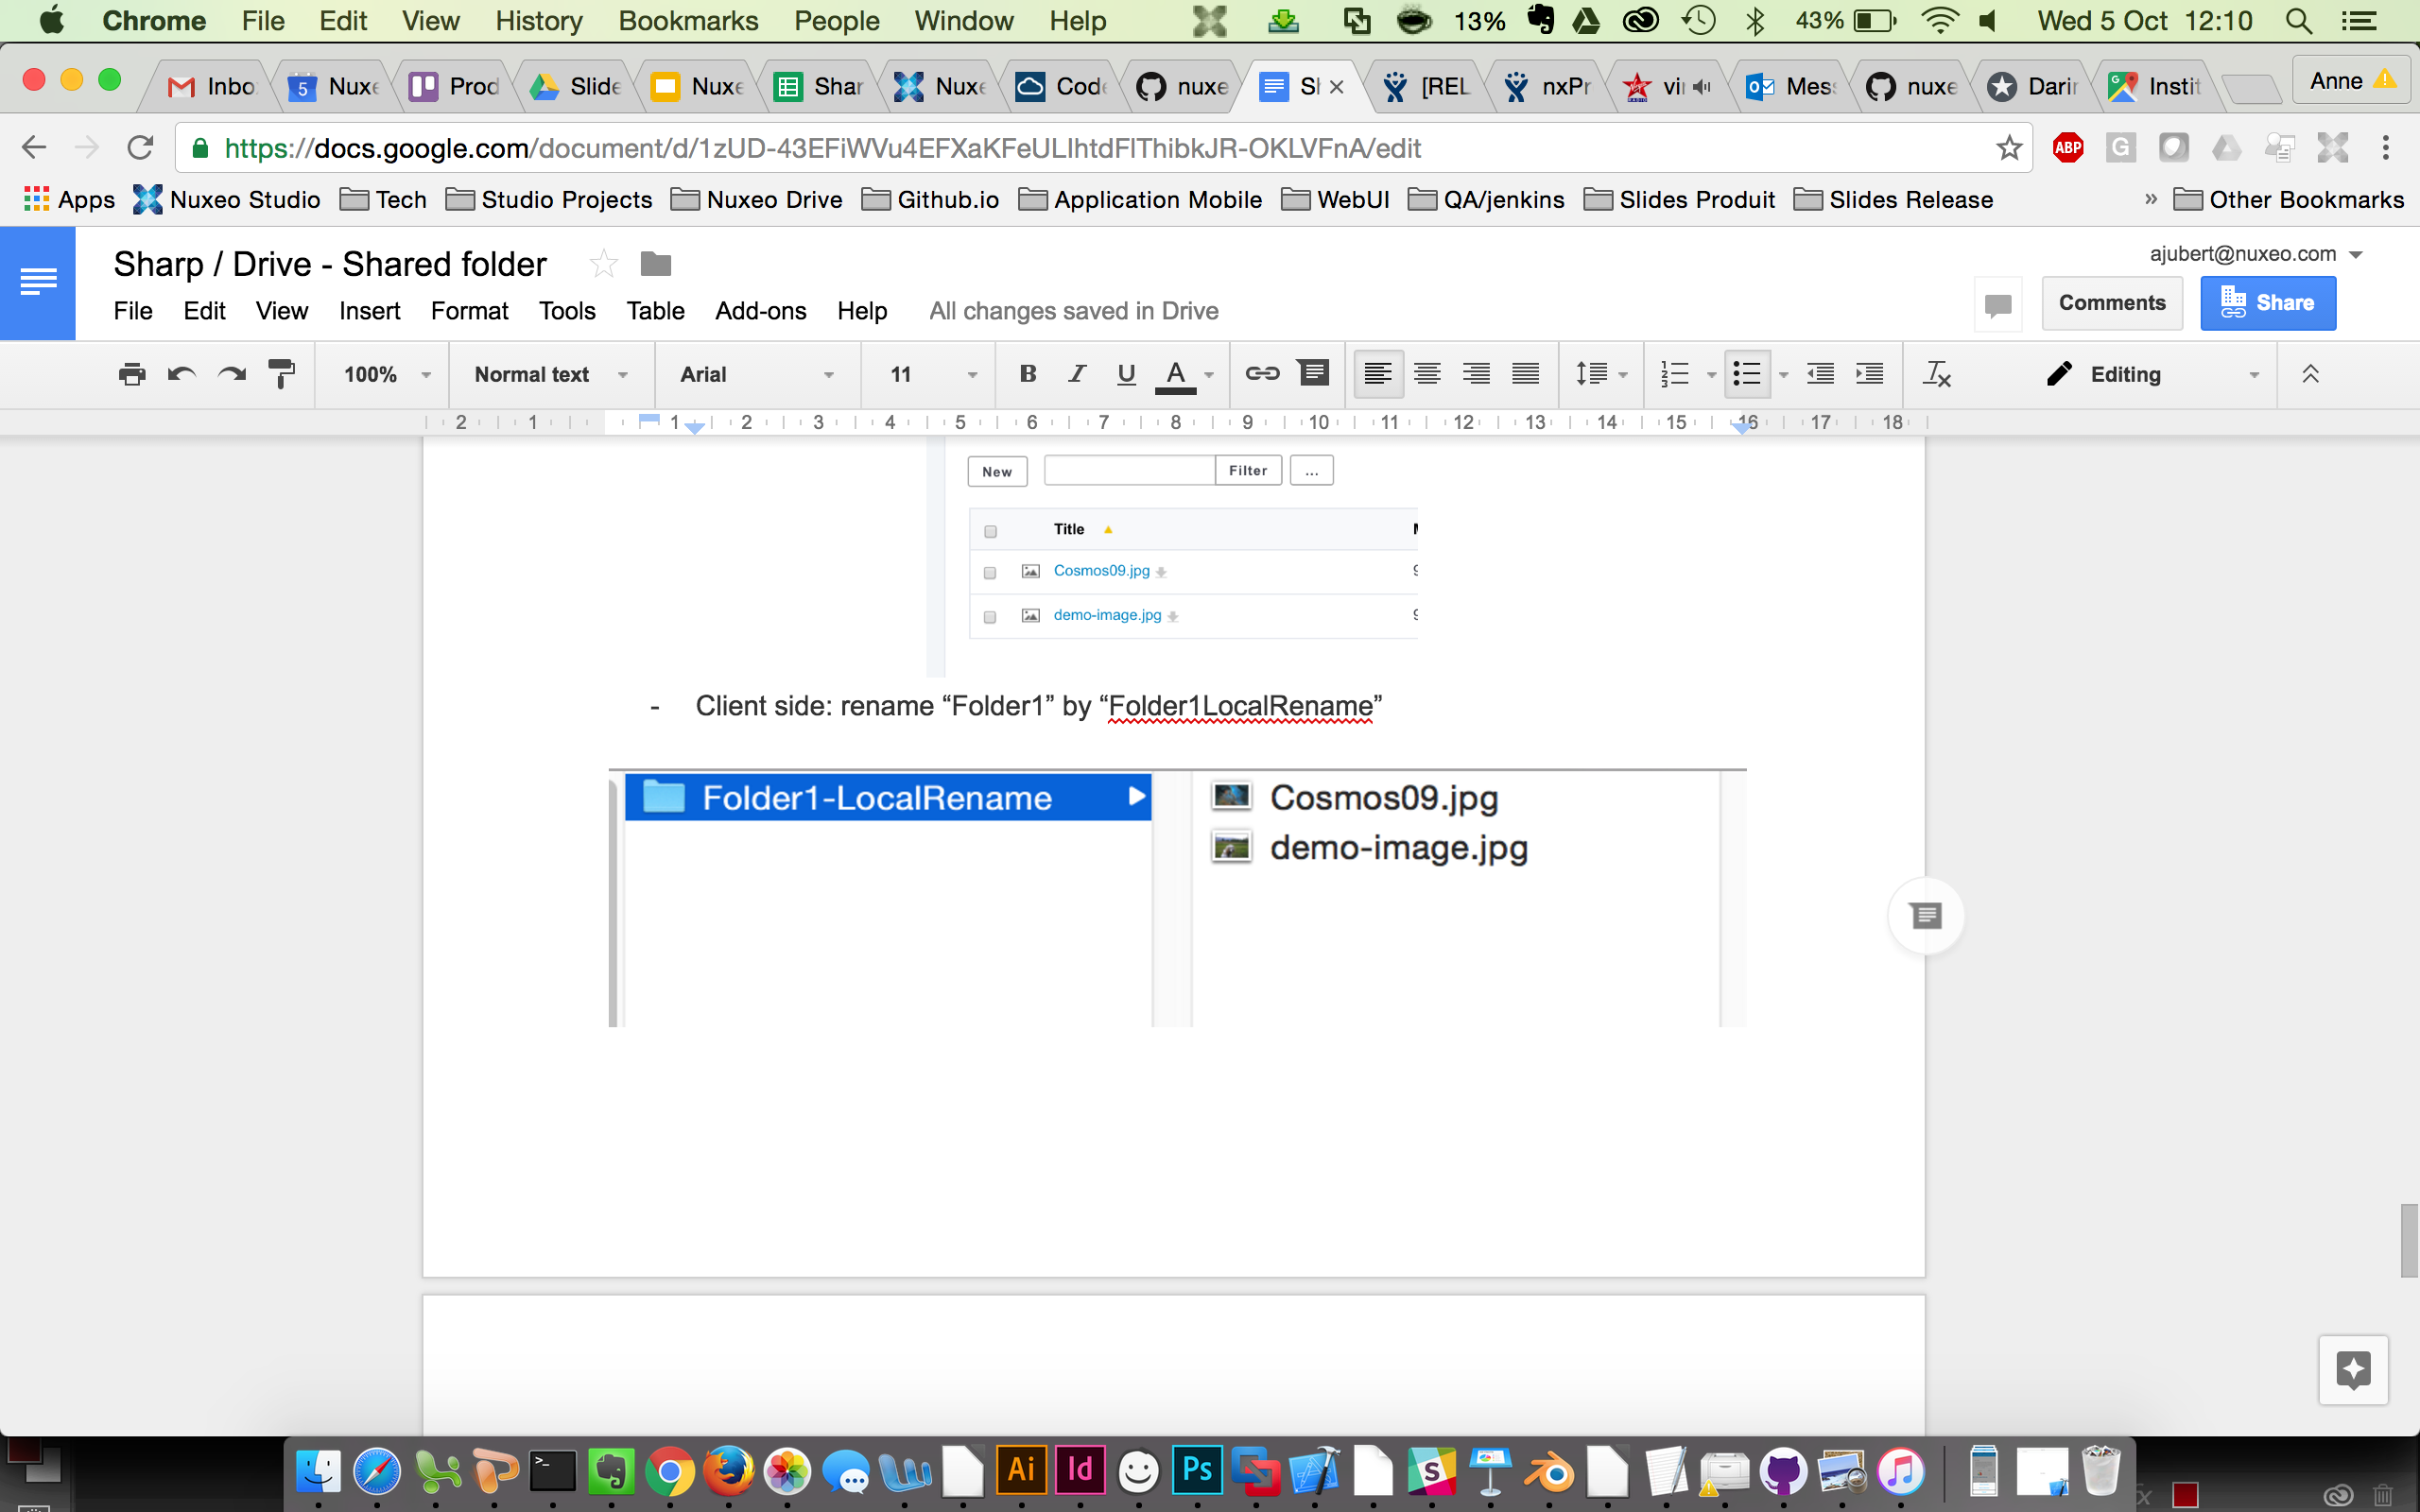 Chrome File Edit View History Bookmarks People Window Help 13% 43% Wed 5 Oct 12:10
Inbo 5 Nuxe Prod Slide Nuxe Shar Nuxe Code nuxe Sh [REL nxPr vir Mess nuxe Darin Instit Anne
https://docs.google.com/document/d/1zUD-43EFiWVu4EFXaKFeULIhtdFIThibkJR-OKLVFnA/edit ABP G
Apps Nuxeo Studio Tech Studio Projects Nuxeo Drive Github.io Application Mobile WebUI QA/jenkins Slides Produit Slides Release » Other Bookmarks
Sharp / Drive - Shared folder
ajubert@nuxeo.com
File Edit View Insert Format Tools Table Add-ons Help All changes saved in Drive
Comments Share
100% Normal text Arial 11 B I U A Editing
2 1 1 2 3 4 5 6 7 8 9 10 11 12 13 14 15 16 17 18
New Filter ...
Title
Cosmos09.jpg
demo-image.jpg
- Client side: rename “Folder1” by “Folder1LocalRename”
Folder1-LocalRename
Cosmos09.jpg
demo-image.jpg
Ai Id Ps S